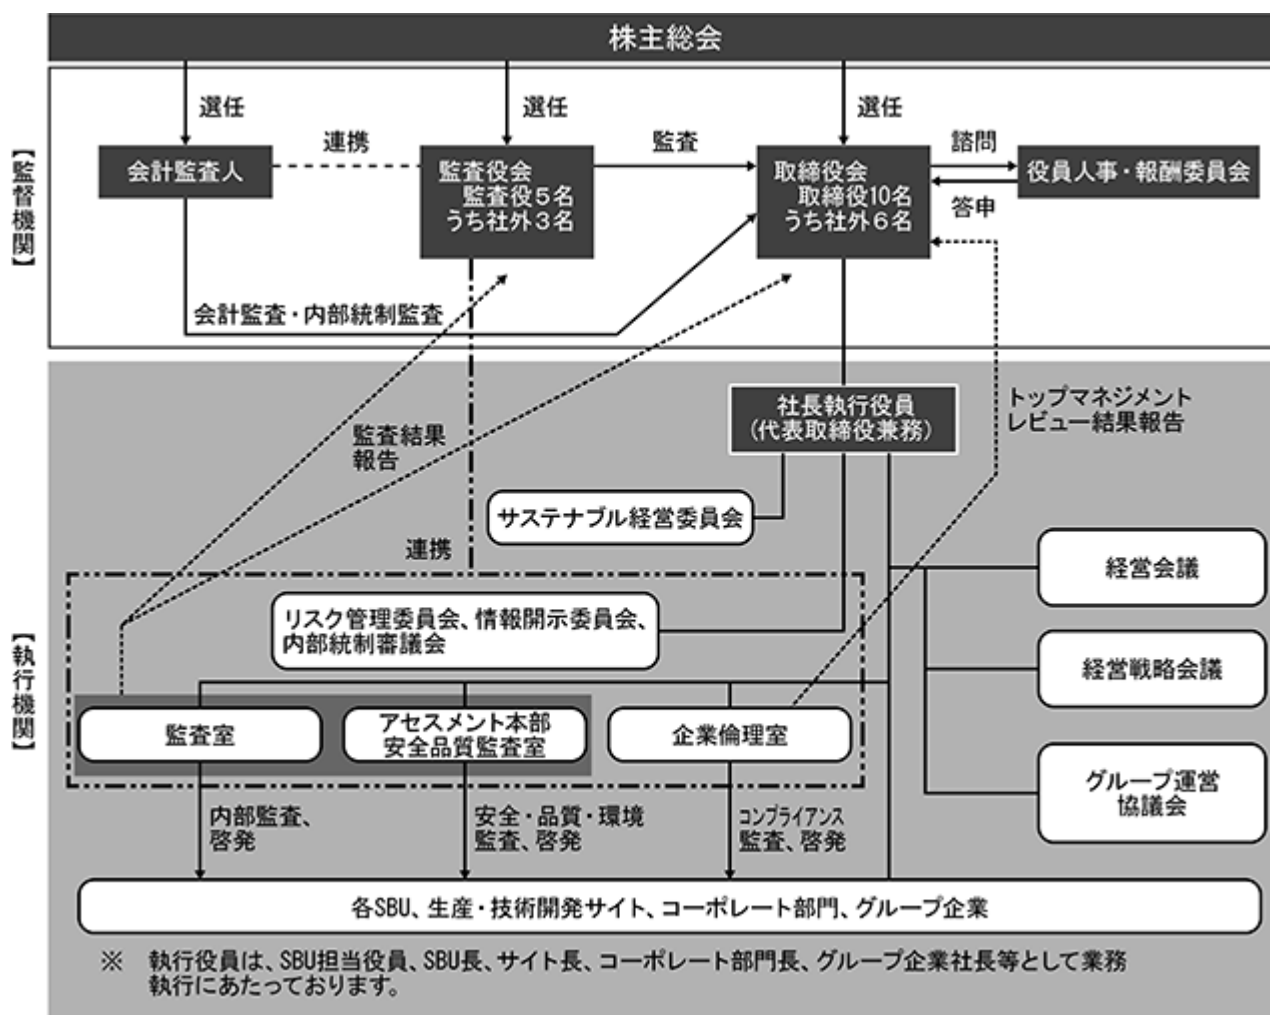 株主総会
選任
選任
選任
【監督機関】
会計監査人
連携
監査役会
監査役5名
うち社外3名
監査
取締役会
取締役10名
うち社外6名
諮問
答申
役員人事・報酬委員会
会計監査・内部統制監査
【執行機関】
社長執行役員
(代表取締役兼務)
トップマネジメント
レビュー結果報告
監査結果
報告
サステナブル経営委員会
連携
経営会議
リスク管理委員会、情報開示委員会、
内部統制審議会
経営戦略会議
監査室
アセスメント本部
安全品質監査室
企業倫理室
グループ運営
協議会
内部監査、
啓発
安全・品質・環境
監査、啓発
コンプライアンス
監査、啓発
各SBU、生産・技術開発サイト、コーポレート部門、グループ企業
※ 執行役員は、SBU担当役員、SBU長、サイト長、コーポレート部門長、グループ企業社長等として業務
執行にあたっております。